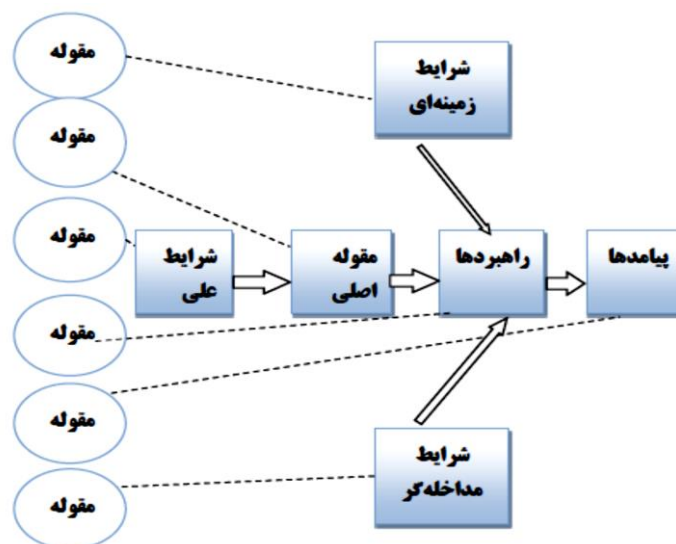 مقوله
مقوله
مقوله
مقوله
مقوله
مقوله
شرایط
زمینه‌ای
شرایط
علی
مقوله
اصلی
راهبردها
پیامدها
شرایط
مداخله‌گر